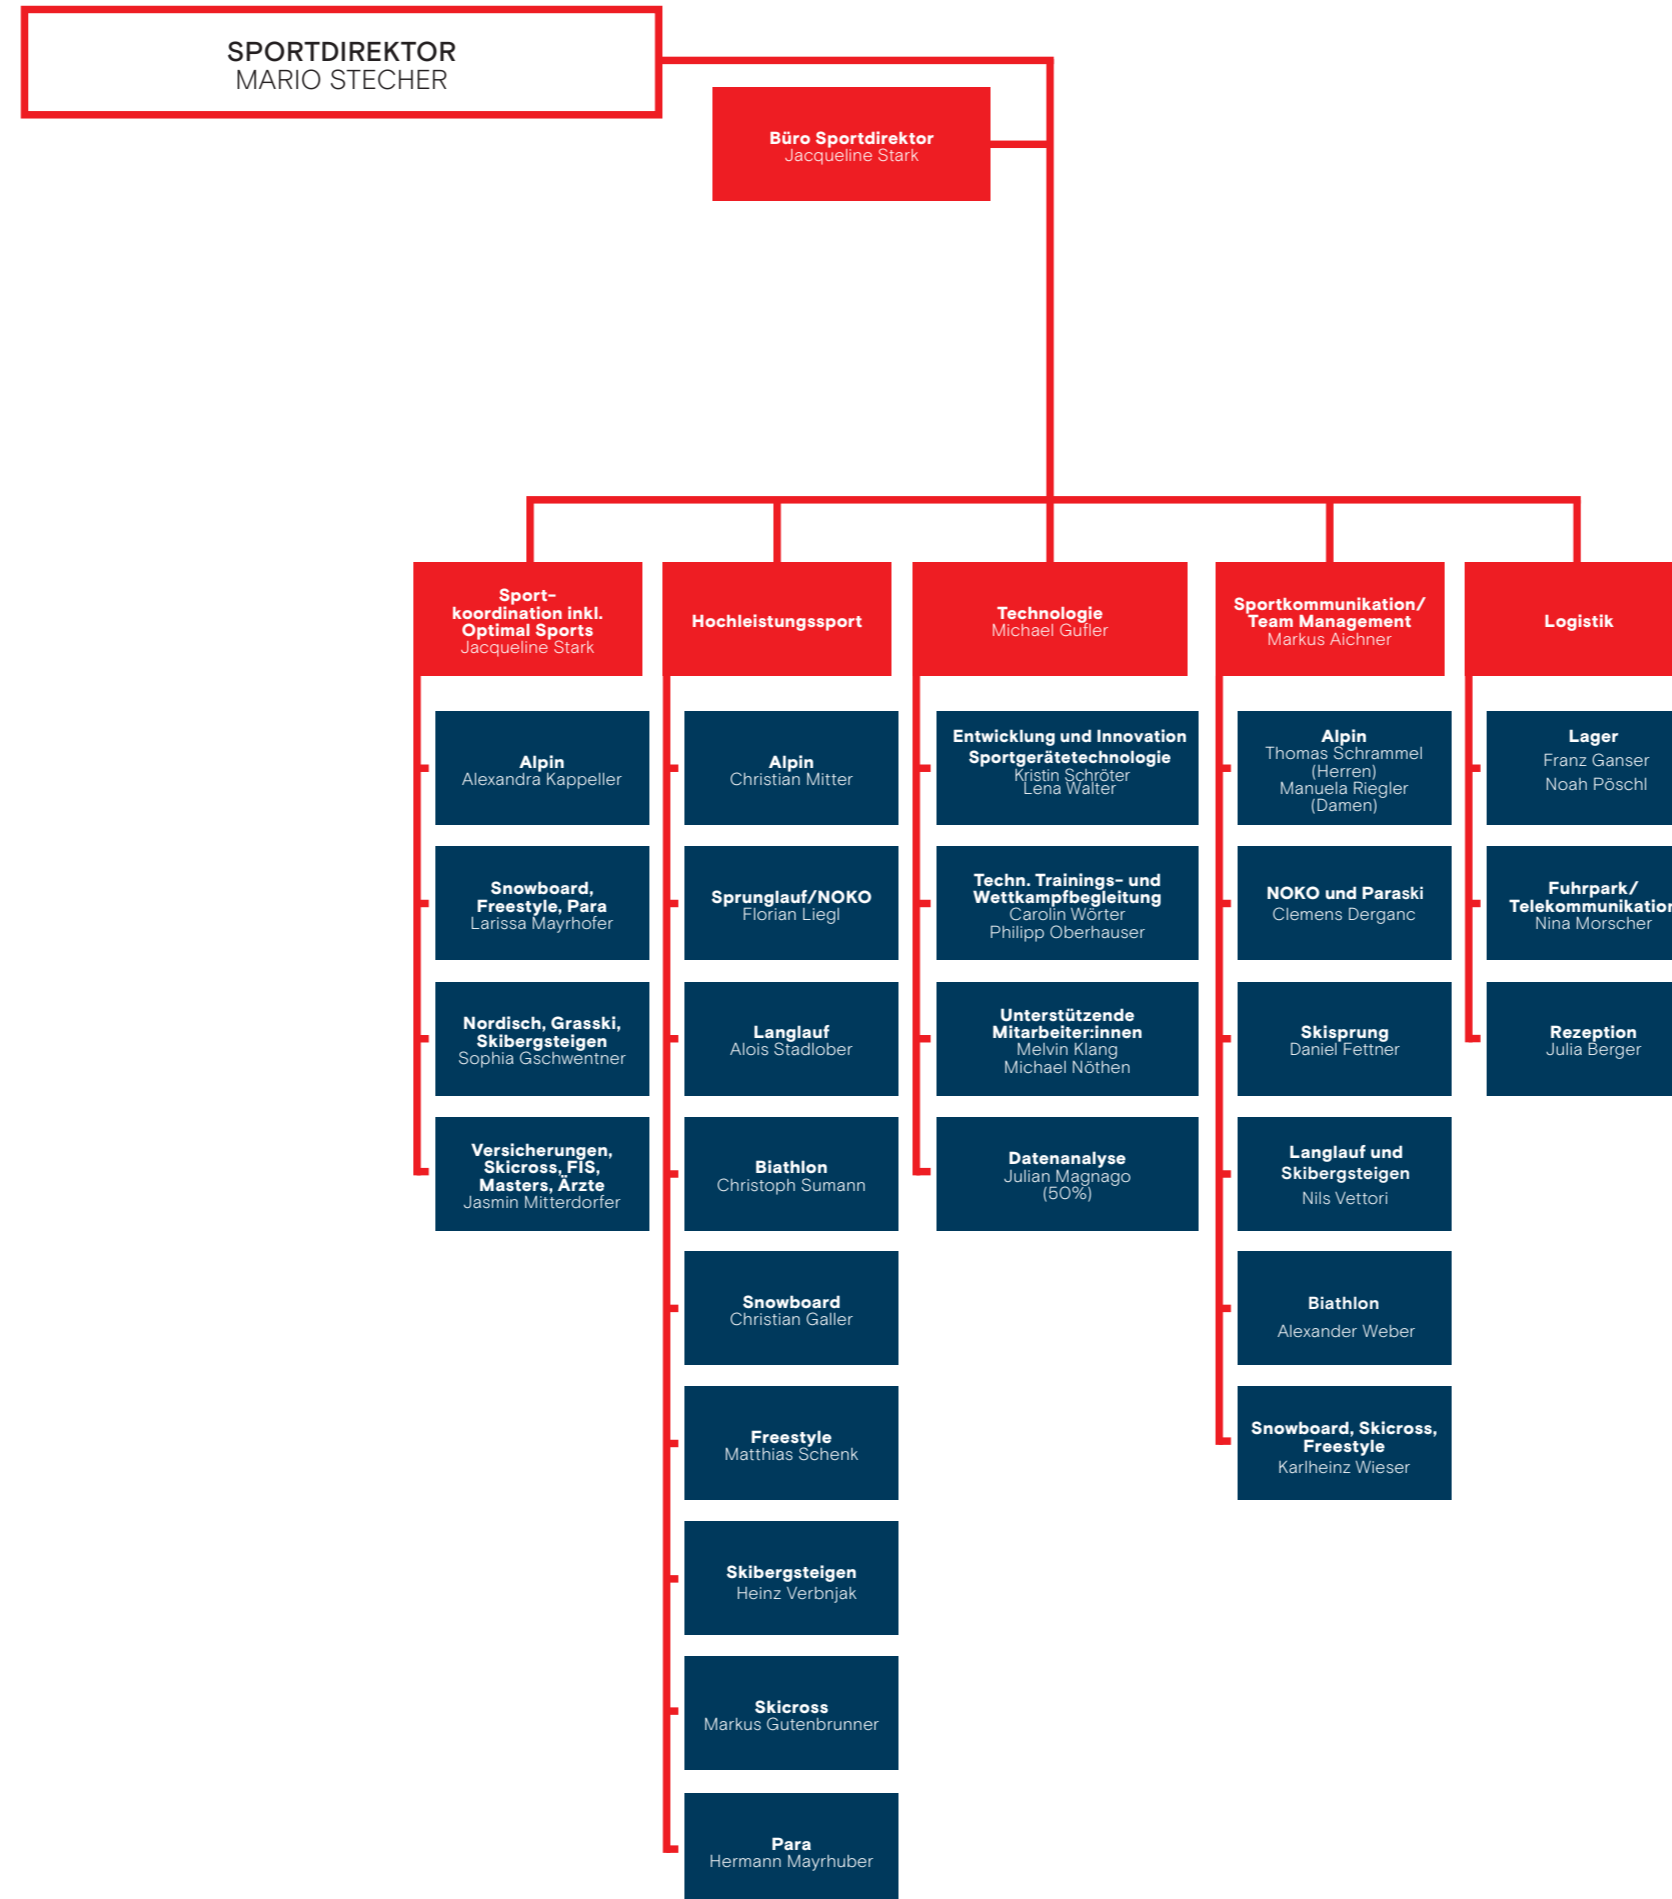 SPORTDIREKTOR
MARIO STECHER
Büro Sportdirektor
Jacqueline Stark
Sport-
koordination inkl.
Optimal Sports
Jacqueline Stark
Alpin
Alexandra Kappeller
Snowboard,
Freestyle, Para
Larissa Mayrhofer
Nordisch, Grasski,
Skibergsteigen
Sophia Gschwentner
Versicherungen,
Skicross, FIS,
Masters, Ärzte
Jasmin Mitterdorfer
Hochleistungssport
Alpin
Christian Mitter
Sprunglauf/NOKO
Florian Liegl
Langlauf
Alois Stadlober
Biathlon
Christoph Sumann
Snowboard
Christian Galler
Freestyle
Matthias Schenk
Skibergsteigen
Heinz Verbnjak
Skicross
Markus Gutenbrunner
Para
Hermann Mayrhuber
Technologie
Michael Gufler
Entwicklung und Innovation
Sportgerätetechnologie
Kristin Schröter
Lena Walter
Techn. Trainings- und
Wettkampfbegleitung
Carolin Wörter
Philipp Oberhauser
Unterstützende
Mitarbeiter:innen
Melvin Klang
Michael Nöthen
Datenanalyse
Julian Magnago
(50%)
Sportkommunikation/
Team Management
Markus Aichner
Alpin
Thomas Schrammel
(Herren)
Manuela Riegler
(Damen)
NOKO und Paraski
Clemens Derganc
Skisprung
Daniel Fettner
Langlauf und
Skibergsteigen
Nils Vettori
Biathlon
Alexander Weber
Snowboard, Skicross,
Freestyle
Karlheinz Wieser
Logistik
Lager
Franz Ganser
Noah Pöschl
Fuhrpark/
Telekommunikation
Nina Morscher
Rezeption
Julia Berger